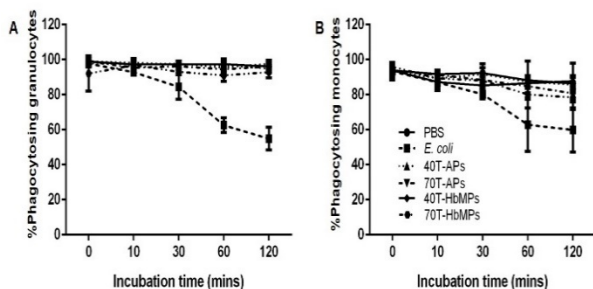 A
B
120
100
80
60
40
20
0
%Phagocytosing granulocytes
0 10 30 60 120
Incubation time (mins)
120
100
80
60
40
20
0
%Phagocytosing monocytes
PBS
E. coli
40T-APs
70T-APs
40T-HbMPs
70T-HbMPs
0 10 30 60 120
Incubation time (mins)